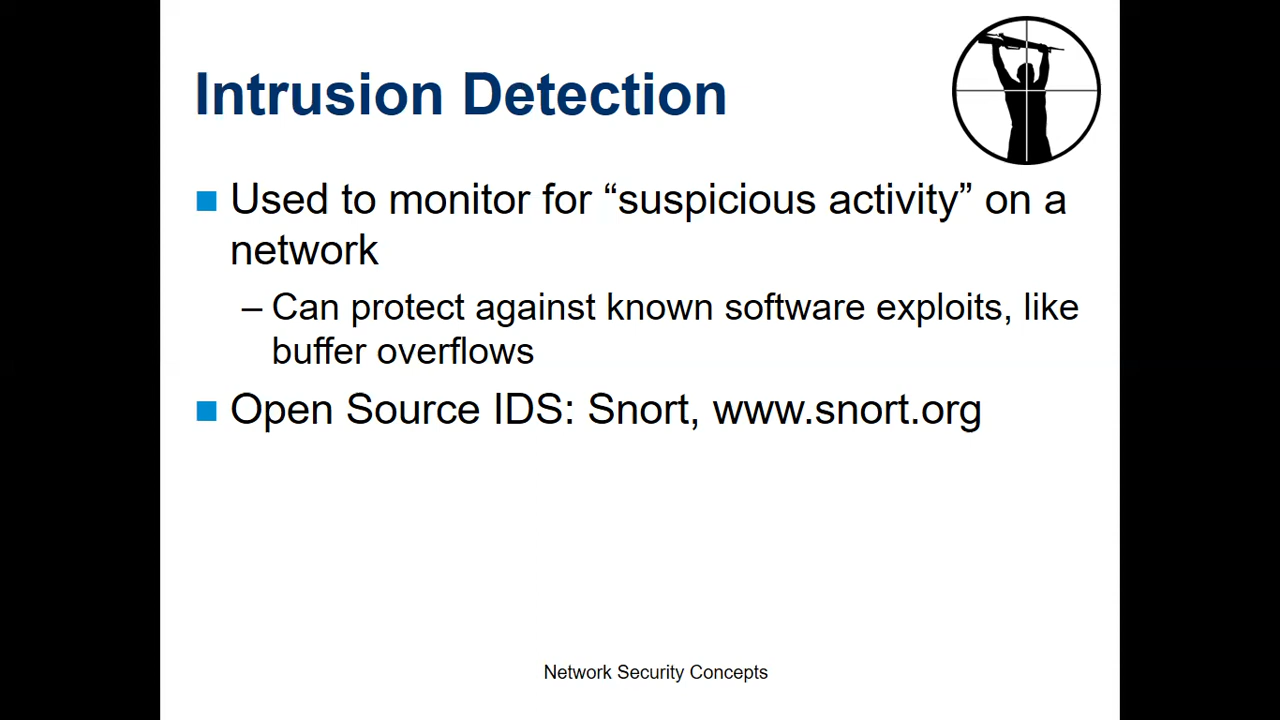 Intrusion Detection
Used to monitor for “suspicious activity” on a
network
– Can protect against known software exploits, like
buffer overflows
Open Source IDS: Snort, www.snort.org
Network Security Concepts